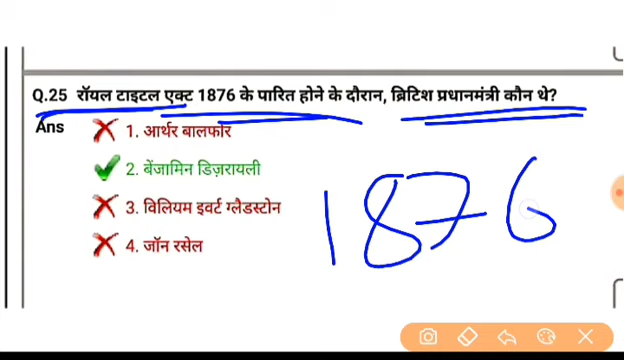 Q.25 रॉयल टाइटल एक्ट 1876 के पारित होने के दौरान, ब्रिटिश प्रधानमंत्री कौन थे?
Ans 1. आर्थर बालफोर
2. बेंजामिन डिज़रायली
3. विलियम इवर्ट ग्लैडस्टोन
4. जॉन रसेल
1876